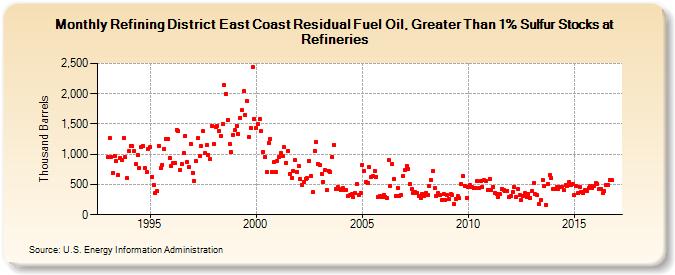 Monthly Refining District East Coast Residual Fuel Oil, Greater Than 1% Sulfur Stocks at
Refineries
Thousand Barrels
2,500
2,000
1,500
1,000
500
0
1995
2000
2005
2010
2015
Source: U.S. Energy Information Administration